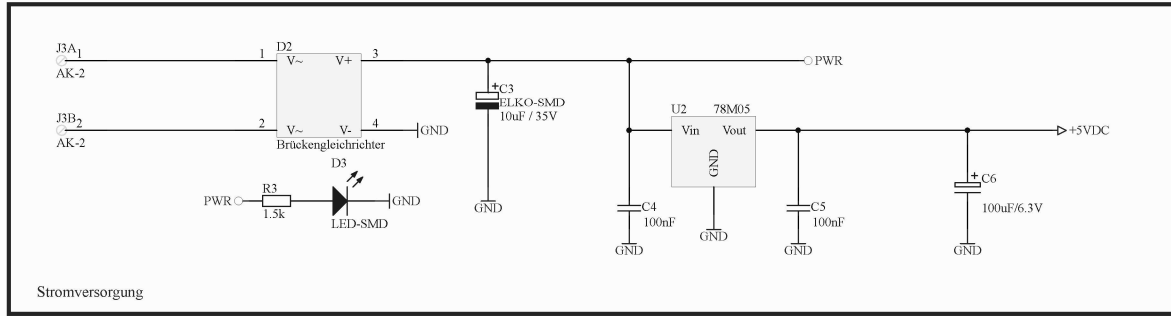 J3A
1
AK-2
1
D2
V~
V+
3
PWR
C3
ELKO-SMD
10uF / 35V
U2
78M05
J3B
2
AK-2
2
V~
V-
4
GND
Brückengleichrichter
Vin
Vout
GND
+5VDC
D3
PWR
R3
1.5k
LED-SMD
GND
GND
C4
100nF
GND
GND
C5
100nF
GND
C6
100uF/6.3V
GND
Stromversorgung